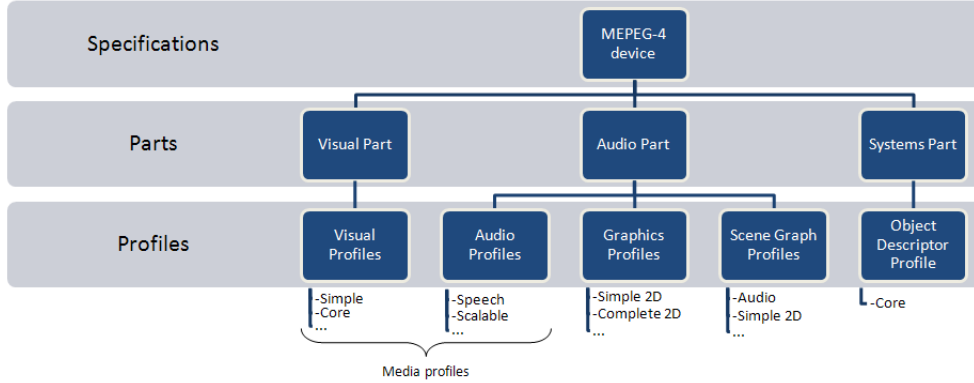 Specifications
MEPEG-4
device
Parts
Visual Part
Audio Part
Systems Part
Profiles
Visual
Profiles
Audio
Profiles
Graphics
Profiles
Scene Graph
Profiles
Object
Descriptor
Profile
-Simple
-Core
...
-Speech
-Scalable
...
-Simple 2D
-Complete 2D
...
-Audio
-Simple 2D
...
-Core
Media profiles